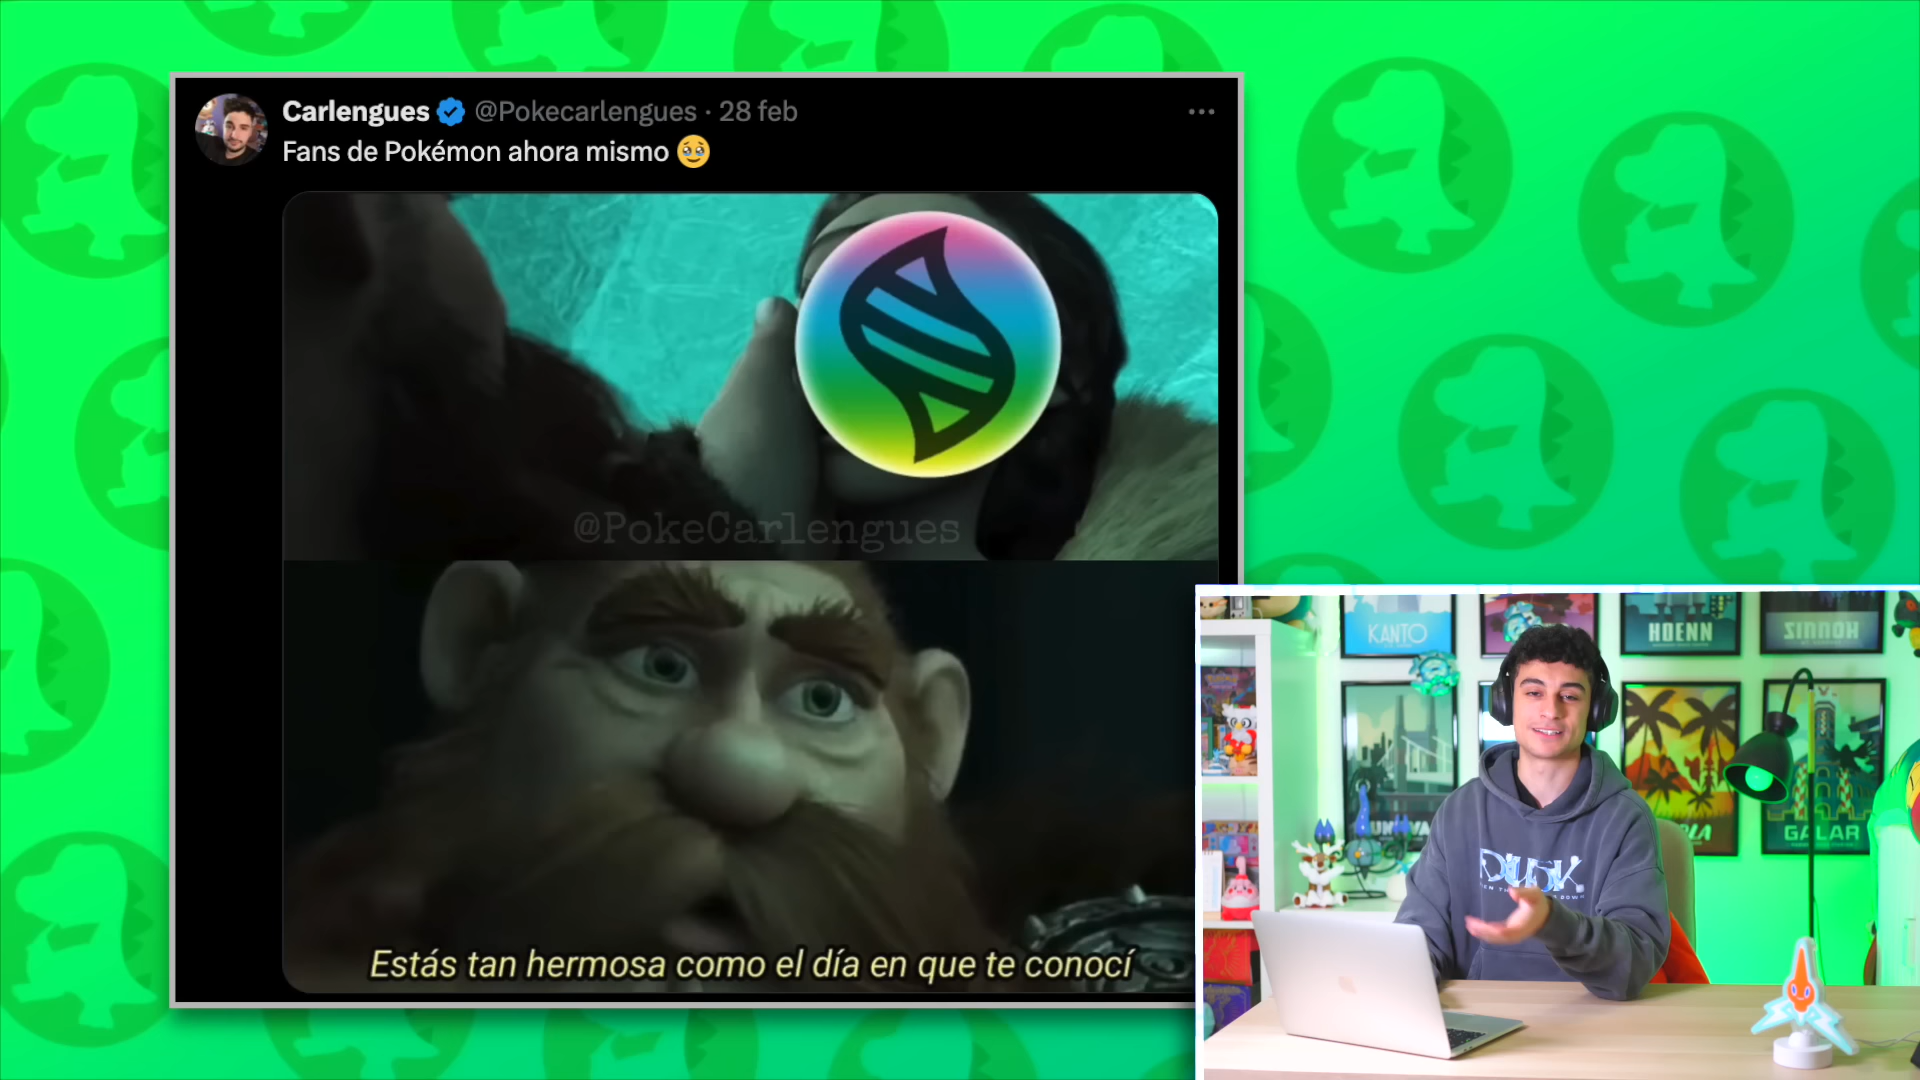 Carlengues @Pokecarlengues · 28 feb
Fans de Pokémon ahora mismo 🥹
@PokeCarlengues
Estás tan hermosa como el día en que te conocí
KANTO
HOENN
SINNOH
GALAR
DUSK